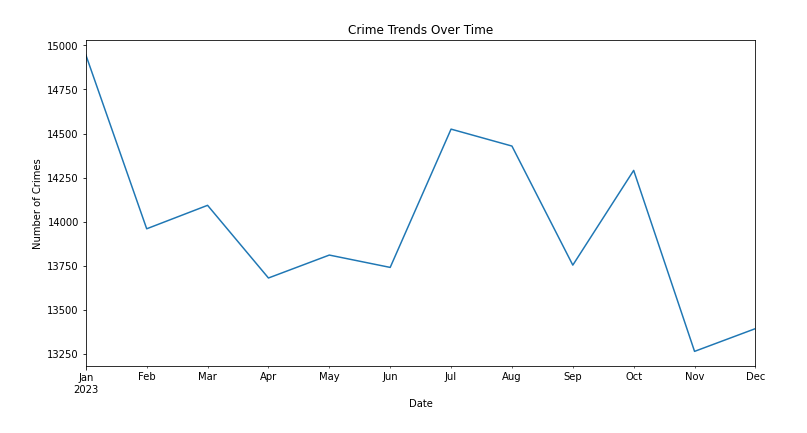 Crime Trends Over Time
Number of Crimes
15000
14750
14500
14250
14000
13750
13500
13250
Jan Feb Mar Apr May Jun Jul Aug Sep Oct Nov Dec
2023
Date